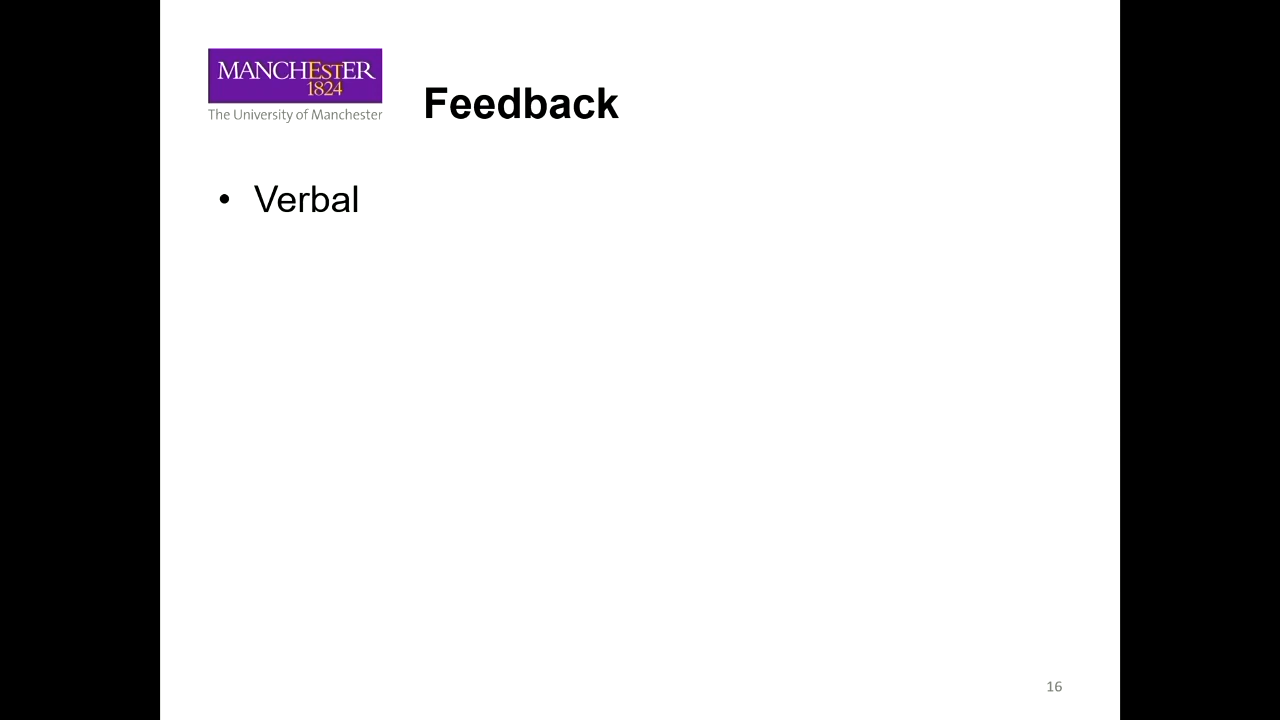 MANCHESTER
1824
The University of Manchester
Feedback
• Verbal
16